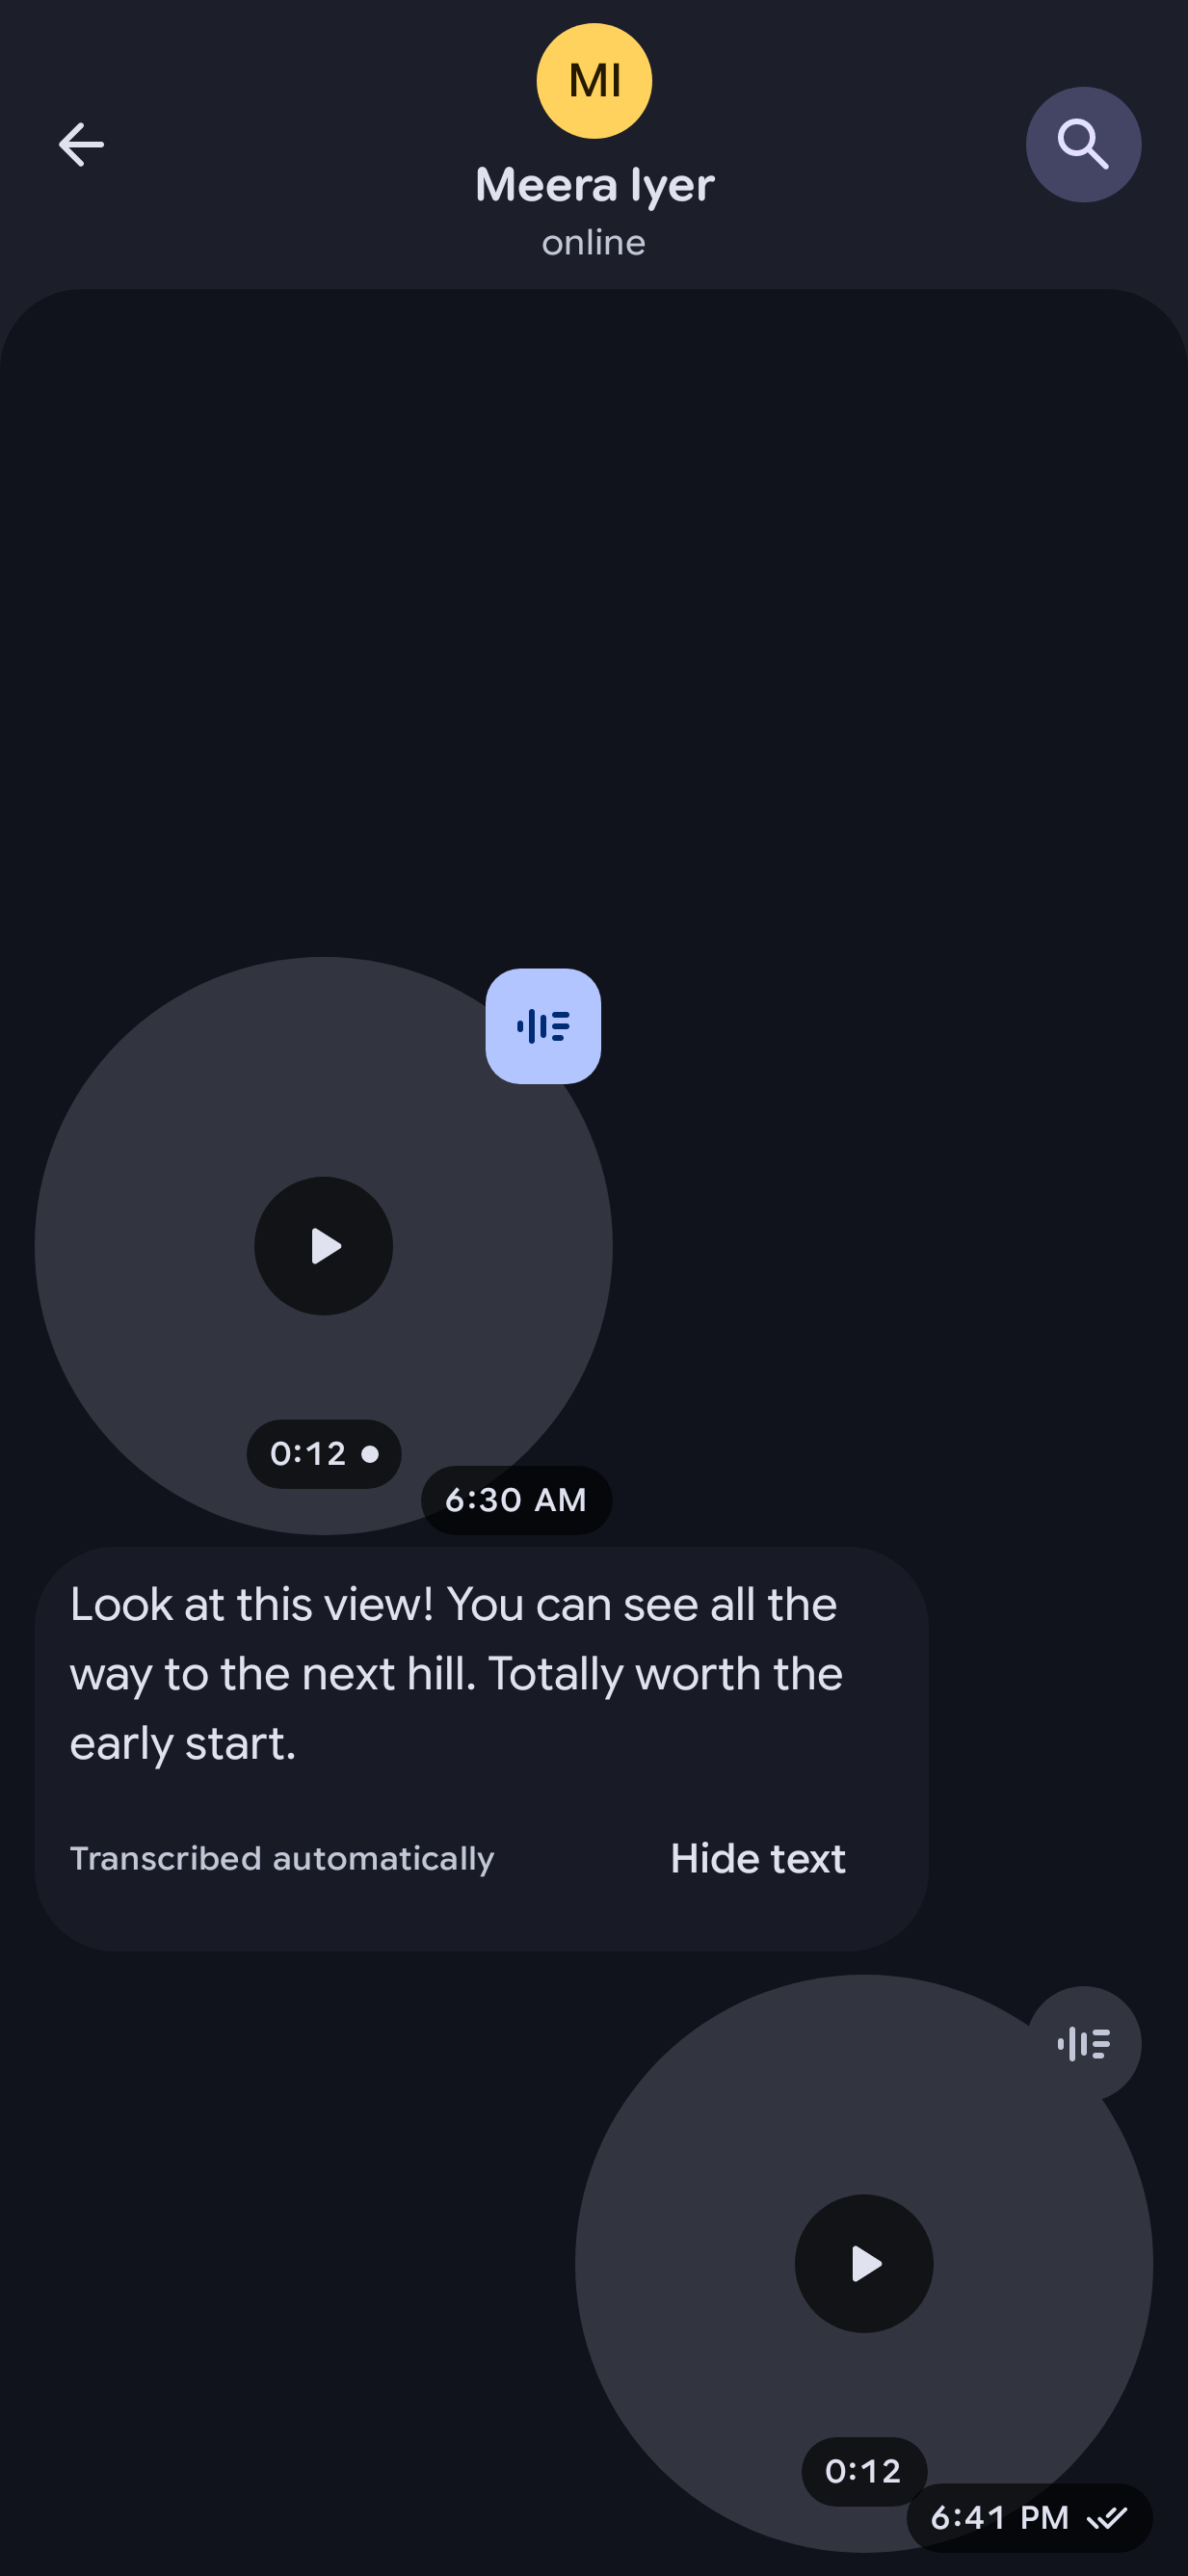 MI
Meera Iyer
online
0:12
6:30 AM
Look at this view! You can see all the
way to the next hill. Totally worth the
early start.
Transcribed automatically
Hide text
0:12
6:41 PM